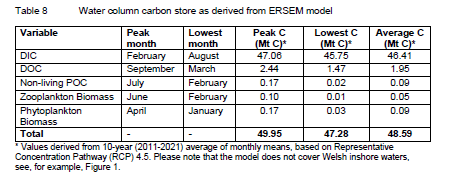 Table 8 Water column carbon store as derived from ERSEM model
Variable Peak month Lowest month Peak C (Mt C)* Lowest C (Mt C)* Average C (Mt C)*
DIC February August 47.06 45.75 46.41
DOC September March 2.44 1.47 1.95
Non-living POC July February 0.17 0.02 0.09
Zooplankton Biomass June February 0.10 0.01 0.05
Phytoplankton Biomass April January 0.17 0.03 0.09
Total - - 49.95 47.28 48.59
* Values derived from 10-year (2011-2021) average of monthly means, based on Representative
Concentration Pathway (RCP) 4.5. Please note that the model does not cover Welsh inshore waters,
see, for example, Figure 1.